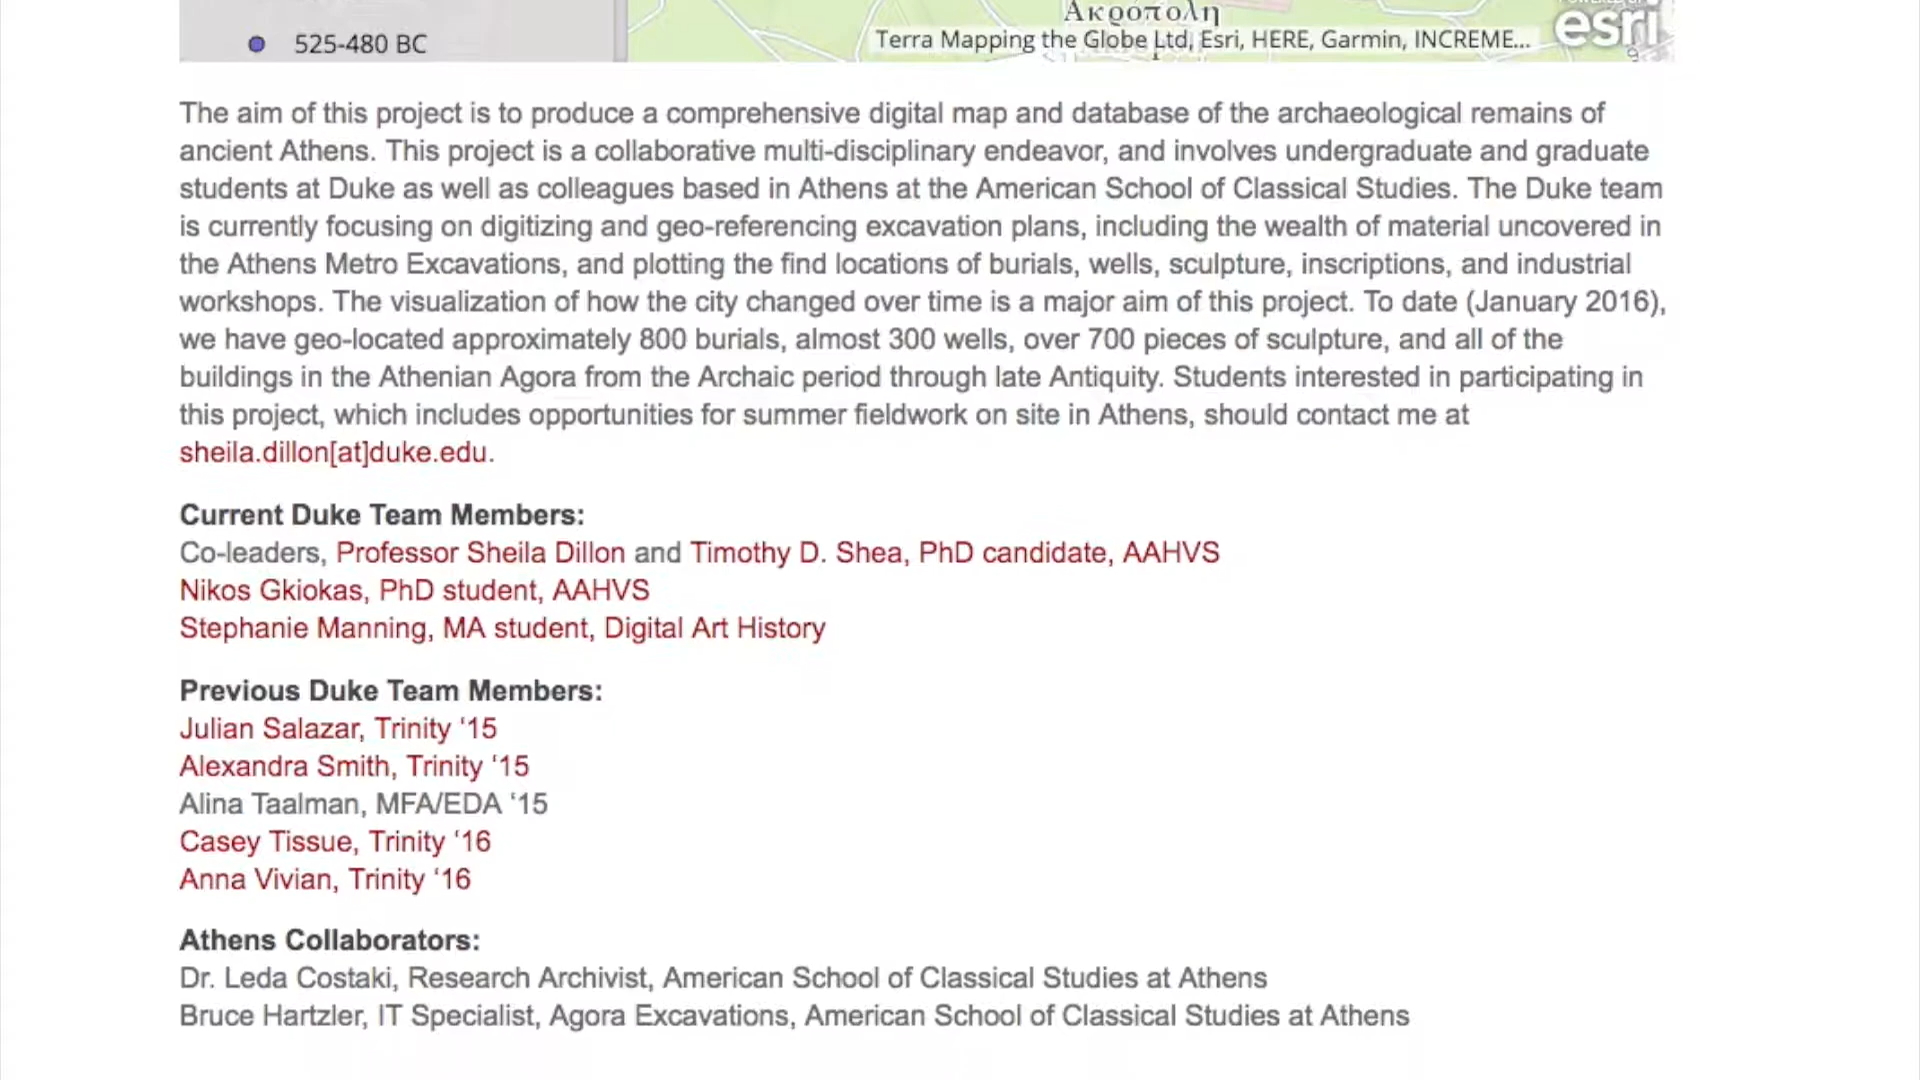 Ακρόπολη
525-480 BC
Terra Mapping the Globe Ltd, Esri, HERE, Garmin, INCREME...
esri
The aim of this project is to produce a comprehensive digital map and database of the archaeological remains of
ancient Athens. This project is a collaborative multi-disciplinary endeavor, and involves undergraduate and graduate
students at Duke as well as colleagues based in Athens at the American School of Classical Studies. The Duke team
is currently focusing on digitizing and geo-referencing excavation plans, including the wealth of material uncovered in
the Athens Metro Excavations, and plotting the find locations of burials, wells, sculpture, inscriptions, and industrial
workshops. The visualization of how the city changed over time is a major aim of this project. To date (January 2016),
we have geo-located approximately 800 burials, almost 300 wells, over 700 pieces of sculpture, and all of the
buildings in the Athenian Agora from the Archaic period through late Antiquity. Students interested in participating in
this project, which includes opportunities for summer fieldwork on site in Athens, should contact me at
sheila.dillon[at]duke.edu.
Current Duke Team Members:
Co-leaders, Professor Sheila Dillon and Timothy D. Shea, PhD candidate, AAHVS
Nikos Gkiokas, PhD student, AAHVS
Stephanie Manning, MA student, Digital Art History
Previous Duke Team Members:
Julian Salazar, Trinity ‘15
Alexandra Smith, Trinity ‘15
Alina Taalman, MFA/EDA ‘15
Casey Tissue, Trinity ‘16
Anna Vivian, Trinity ‘16
Athens Collaborators:
Dr. Leda Costaki, Research Archivist, American School of Classical Studies at Athens
Bruce Hartzler, IT Specialist, Agora Excavations, American School of Classical Studies at Athens